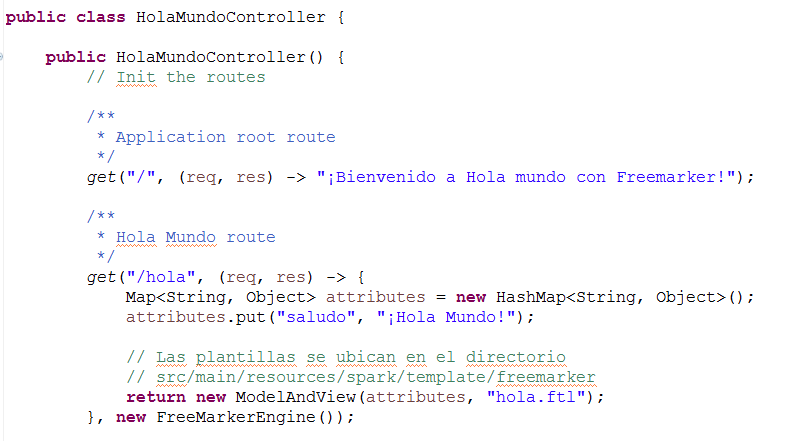 public class HolaMundoController {
public HolaMundoController() {
// Init the routes
/**
* Application root route
*/
get("/", (req, res) -> "¡Bienvenido a Hola mundo con Freemarker!");
/**
* Hola Mundo route
*/
get("/hola", (req, res) -> {
Map<String, Object> attributes = new HashMap<String, Object>();
attributes.put("saludo", "¡Hola Mundo!");
// Las plantillas se ubican en el directorio
// src/main/resources/spark/template/freemarker
return new ModelAndView(attributes, "hola.ftl");
}, new FreeMarkerEngine());